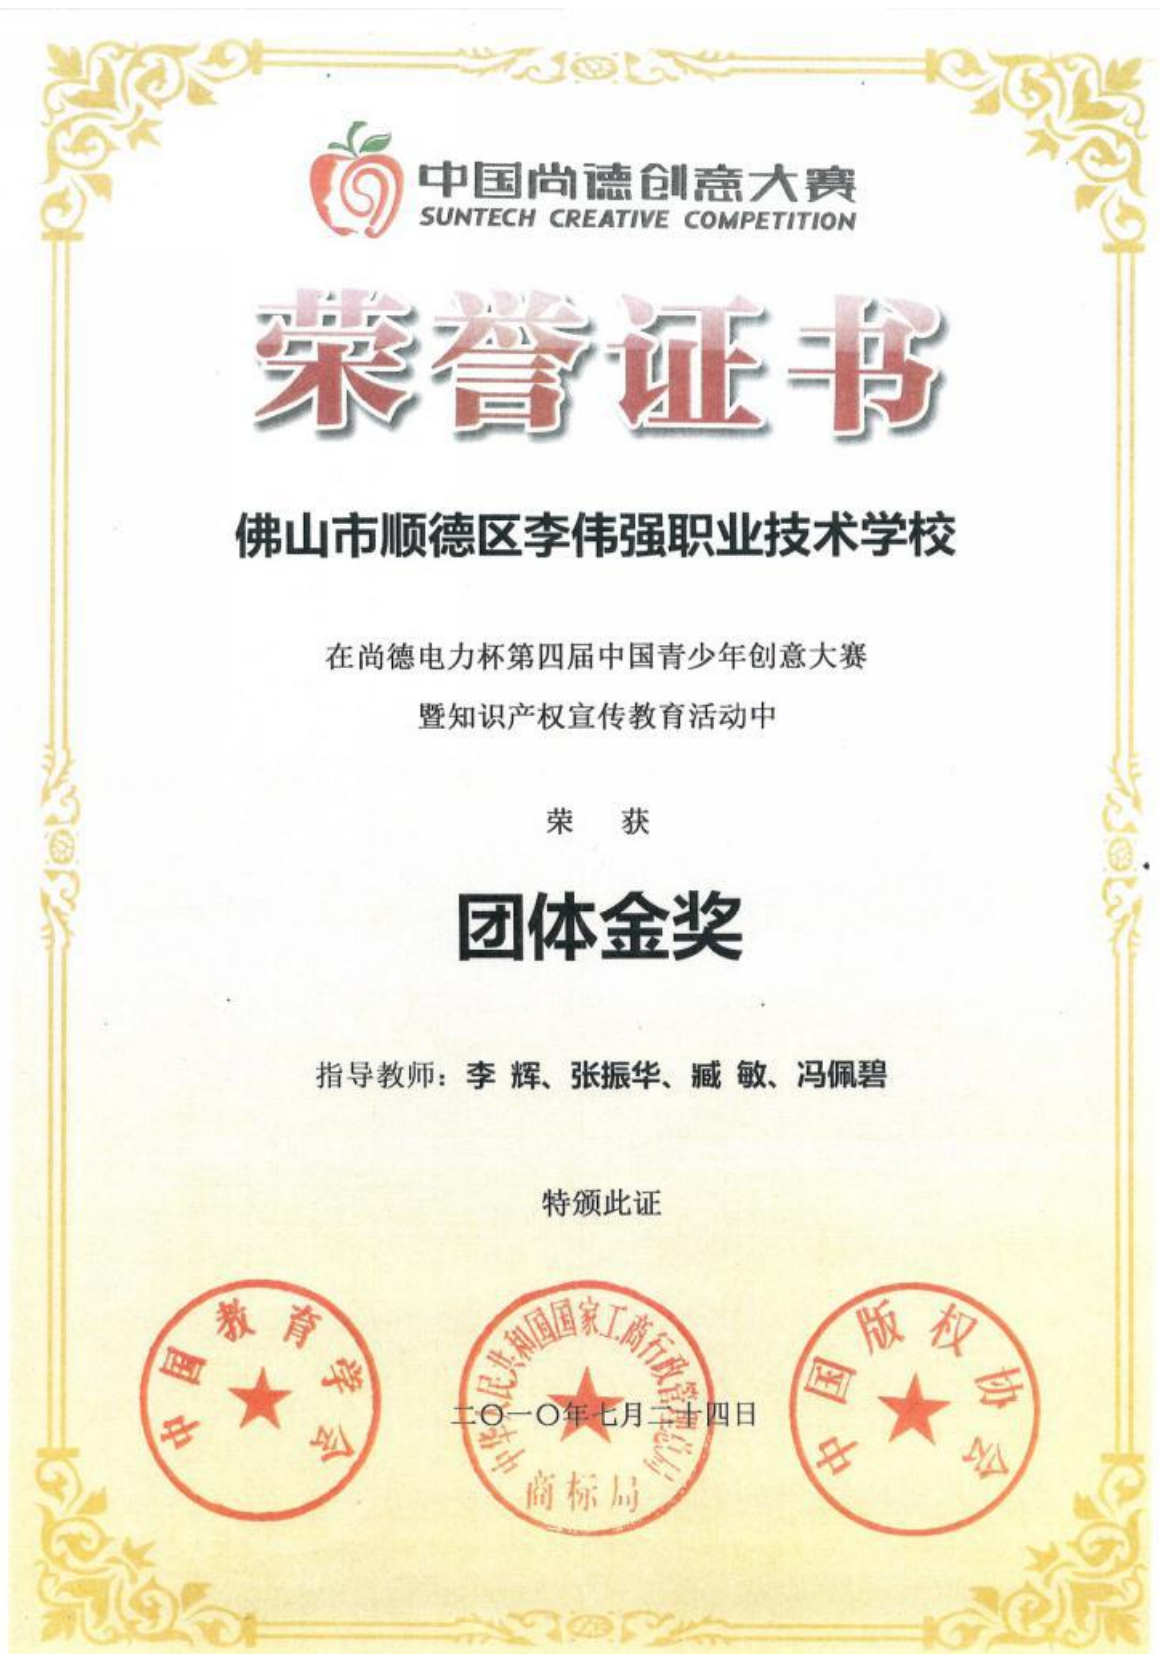 中国尚德创意大赛
SUNTECH CREATIVE COMPETITION
荣誉证书
佛山市顺德区李伟强职业技术学校
在尚德电力杯第四届中国青少年创意大赛
暨知识产权宣传教育活动中
荣 获
团体金奖
指导教师：李 辉、张振华、臧 敏、冯佩碧
特颁此证
中国教育学会
中华人民共和国国家工商行政管理总局
商标局
中国版权协会
二〇一〇年七月二十四日